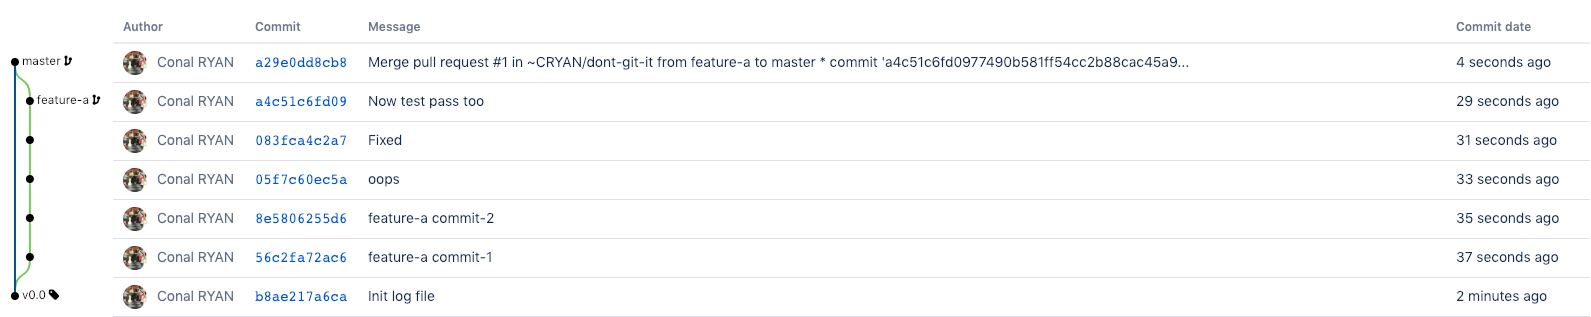 Author Commit Message Commit date
master Conal RYAN a29e0dd8cb8 Merge pull request #1 in ~CRYAN/dont-git-it from feature-a to master * commit 'a4c51c6fd0977490b581ff54cc2b88cac45a9... 4 seconds ago
feature-a Conal RYAN a4c51c6fd09 Now test pass too 29 seconds ago
Conal RYAN 083fca4c2a7 Fixed 31 seconds ago
Conal RYAN 05f7c60ec5a oops 33 seconds ago
Conal RYAN 8e5806255d6 feature-a commit-2 35 seconds ago
Conal RYAN 56c2fa72ac6 feature-a commit-1 37 seconds ago
v0.0 Conal RYAN b8ae217a6ca Init log file 2 minutes ago